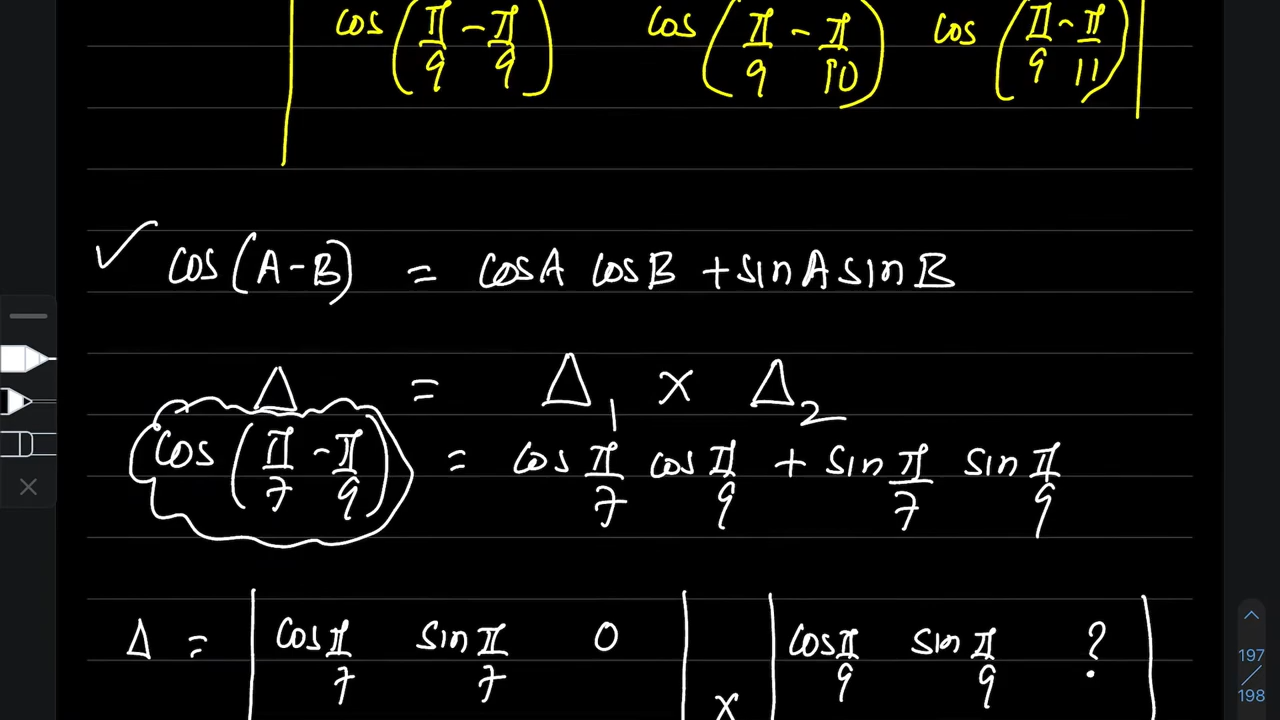 cos(π/9 - π/9) cos(π/9 - π/10) cos(π/9 - π/11)
✓ cos(A-B) = cosA cosB + sinA sinB
Δ = Δ₁ × Δ₂
cos(π/7 - π/9) = cos π/7 cos π/9 + sin π/7 sin π/9
Δ = | cos π/7 sin π/7 0 | × | cos π/9 sin π/9 ? |
197
/
198